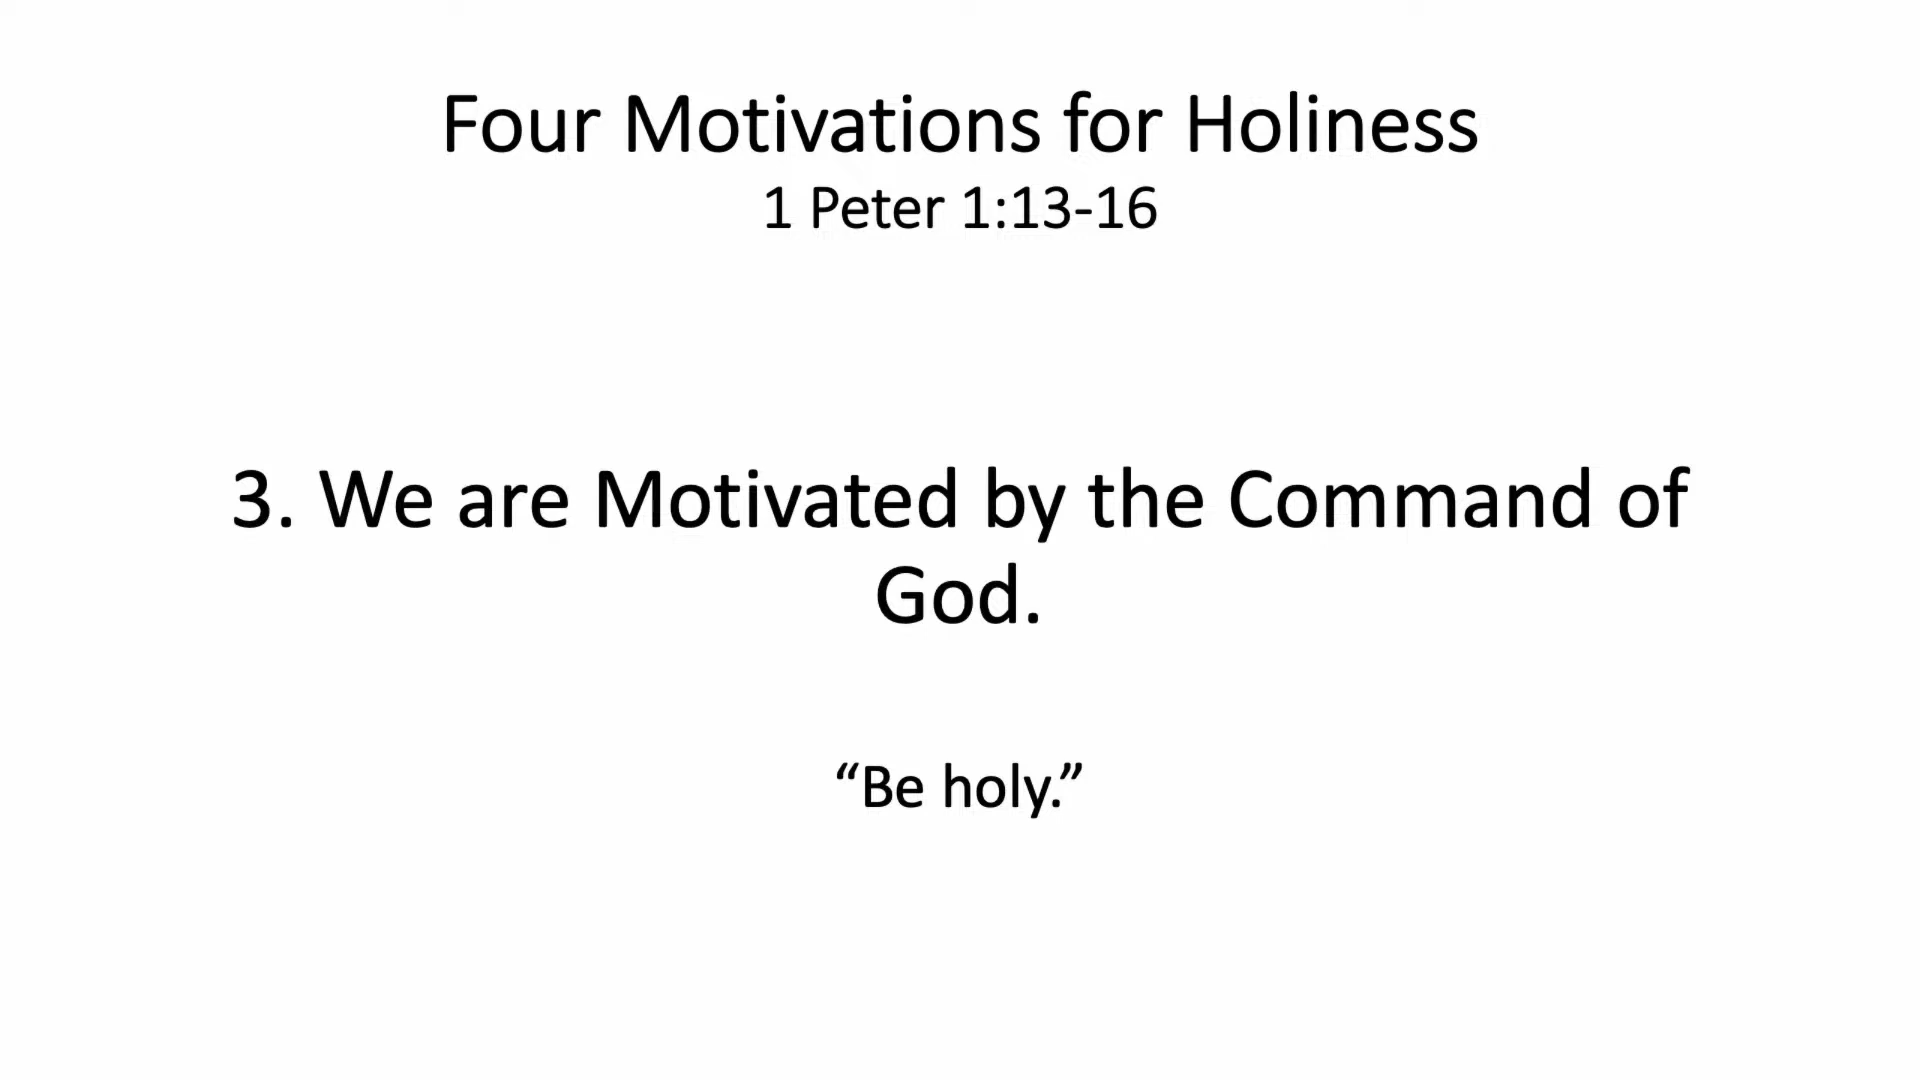 Four Motivations for Holiness
1 Peter 1:13-16
3. We are Motivated by the Command of
God.
“Be holy.”